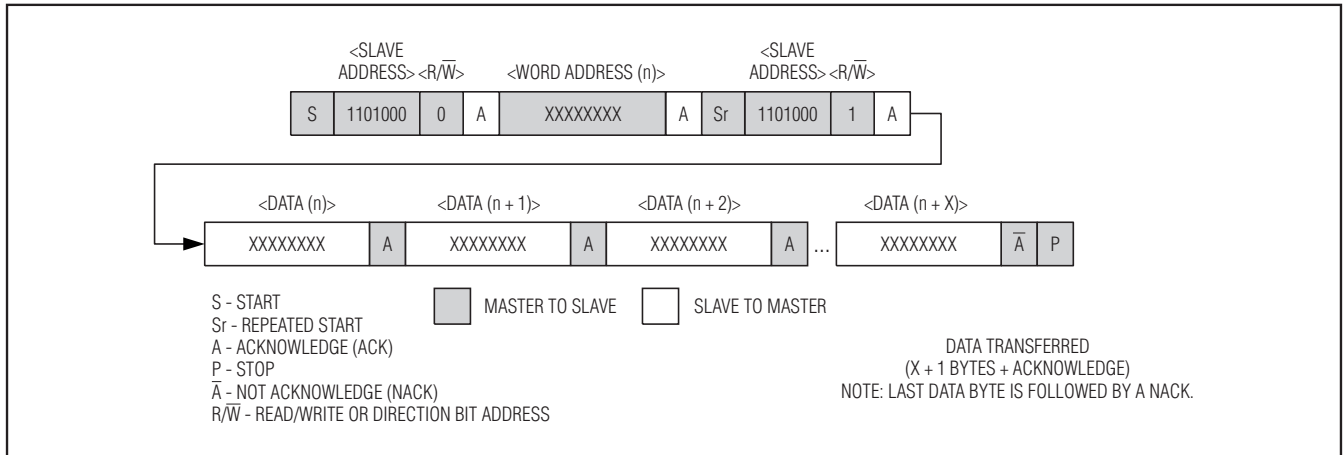 <SLAVE
ADDRESS> <R/W̅> <WORD ADDRESS (n)> <SLAVE
ADDRESS> <R/W̅>
S 1101000 0 A XXXXXXXX A Sr 1101000 1 A
<DATA (n)> <DATA (n + 1)> <DATA (n + 2)> <DATA (n + X)>
XXXXXXXX A XXXXXXXX A XXXXXXXX A ... XXXXXXXX A̅ P
S - START
Sr - REPEATED START
A - ACKNOWLEDGE (ACK)
P - STOP
A̅ - NOT ACKNOWLEDGE (NACK)
R/W̅ - READ/WRITE OR DIRECTION BIT ADDRESS
MASTER TO SLAVE
SLAVE TO MASTER
DATA TRANSFERRED
(X + 1 BYTES + ACKNOWLEDGE)
NOTE: LAST DATA BYTE IS FOLLOWED BY A NACK.